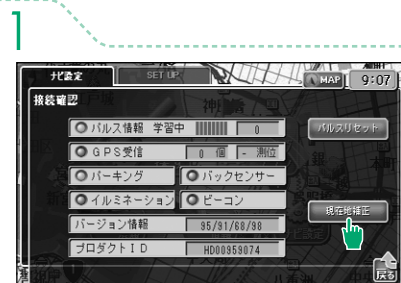 1
ナビ設定 SET UP MAP 9:07
接続確認
パルス情報 学習中 0 パルスリセット
GPS受信 0 個 - 測位
パーキング バックセンサー
イルミネーション ビーコン 現在地補正
バージョン情報 95/91/68/98
プロダクトID HD00959074
戻る